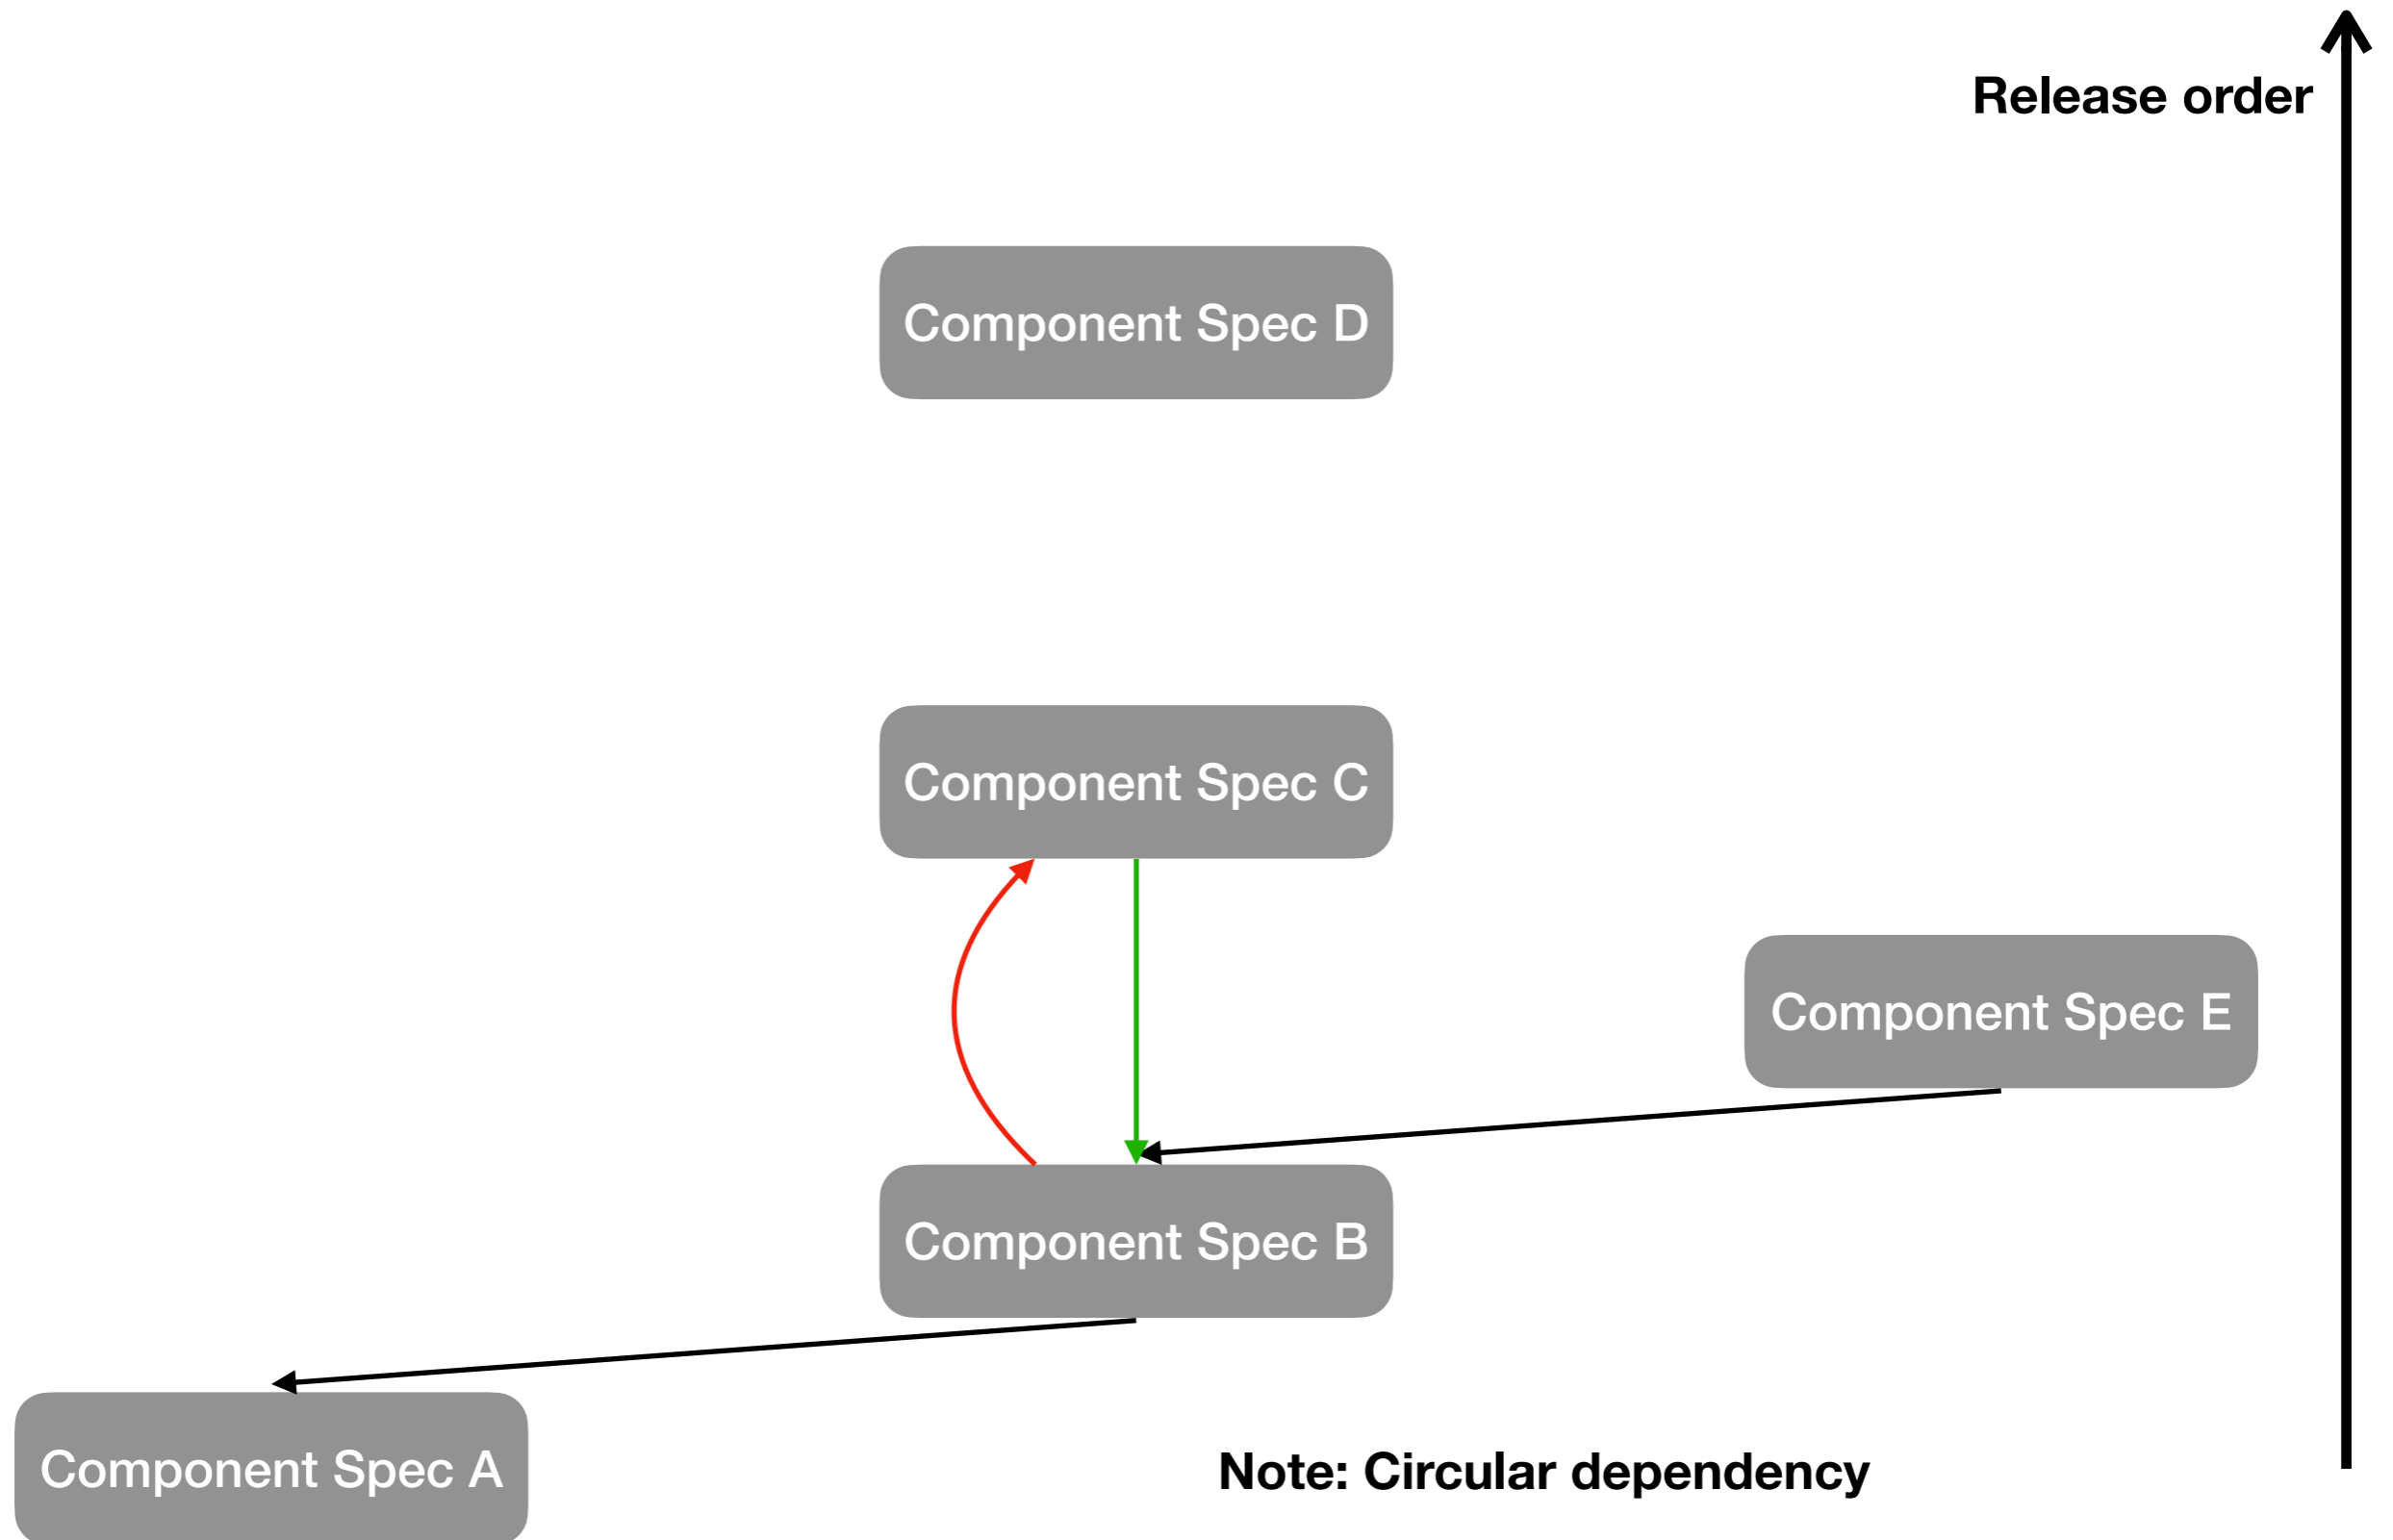 Release order
Component Spec D
Component Spec C
Component Spec E
Component Spec B
Component Spec A
Note: Circular dependency